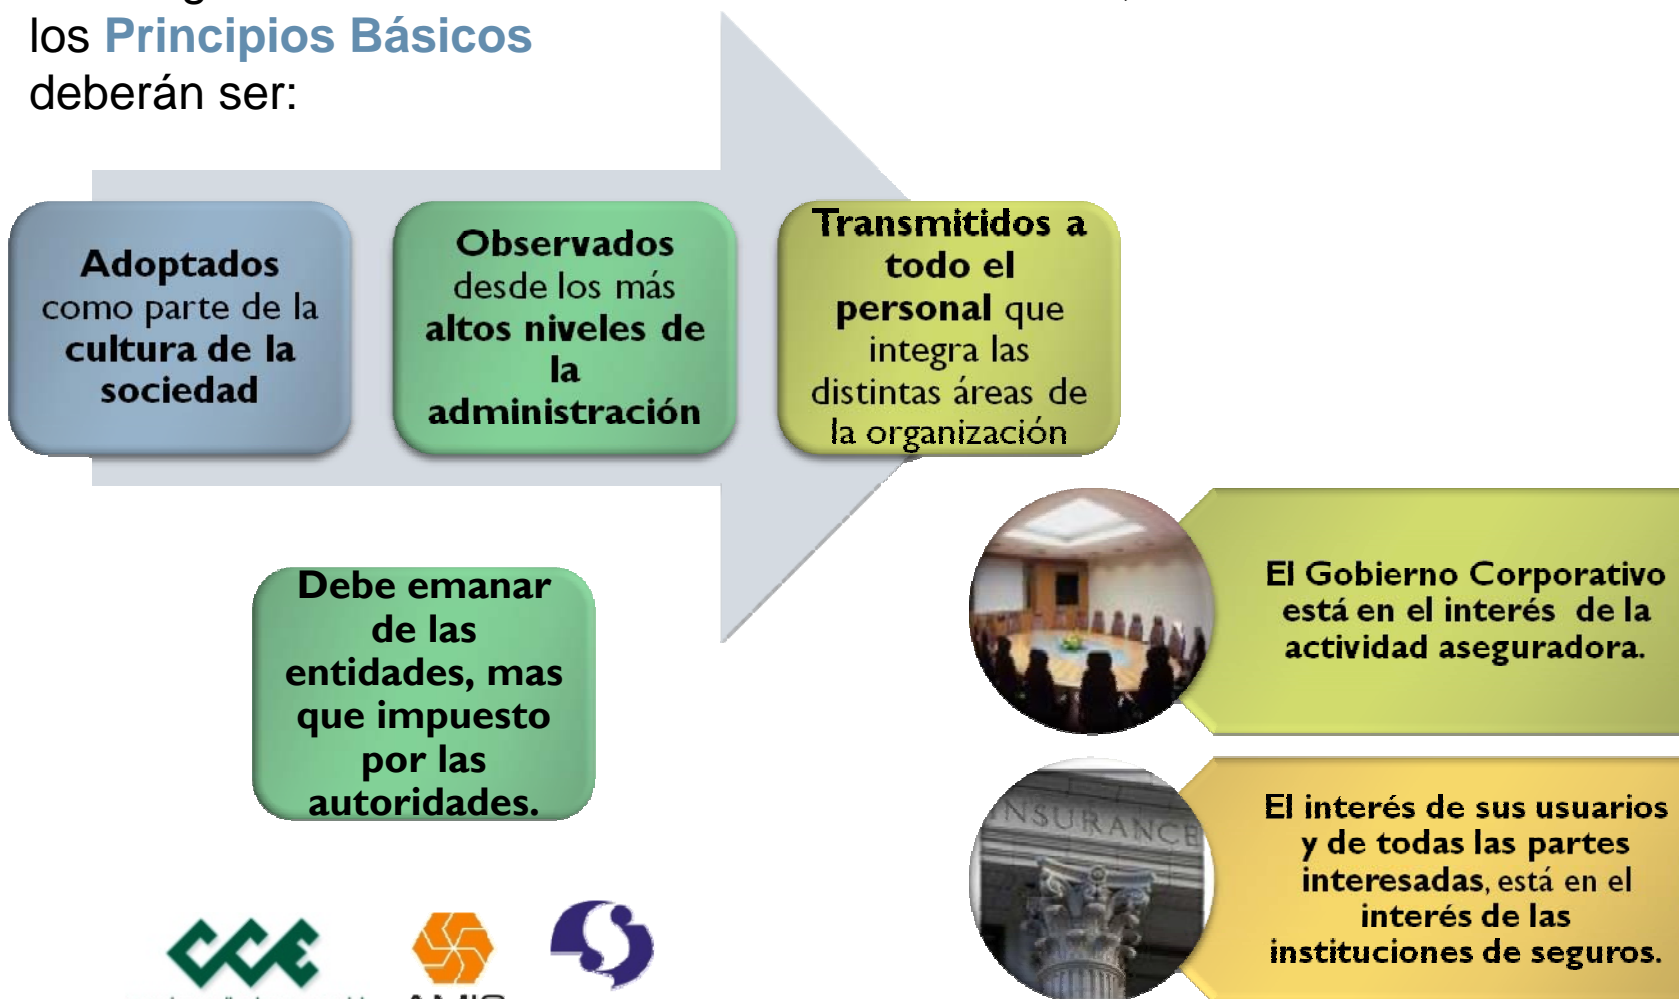 los Principios Básicos
deberán ser:
Adoptados
como parte de la
cultura de la
sociedad
Observados
desde los más
altos niveles de
la
administración
Transmitidos a
todo el
personal que
integra las
distintas áreas de
la organización
Debe emanar
de las
entidades, mas
que impuesto
por las
autoridades.
El Gobierno Corporativo
está en el interés de la
actividad aseguradora.
INSURANCE
El interés de sus usuarios
y de todas las partes
interesadas, está en el
interés de las
instituciones de seguros.
CCE